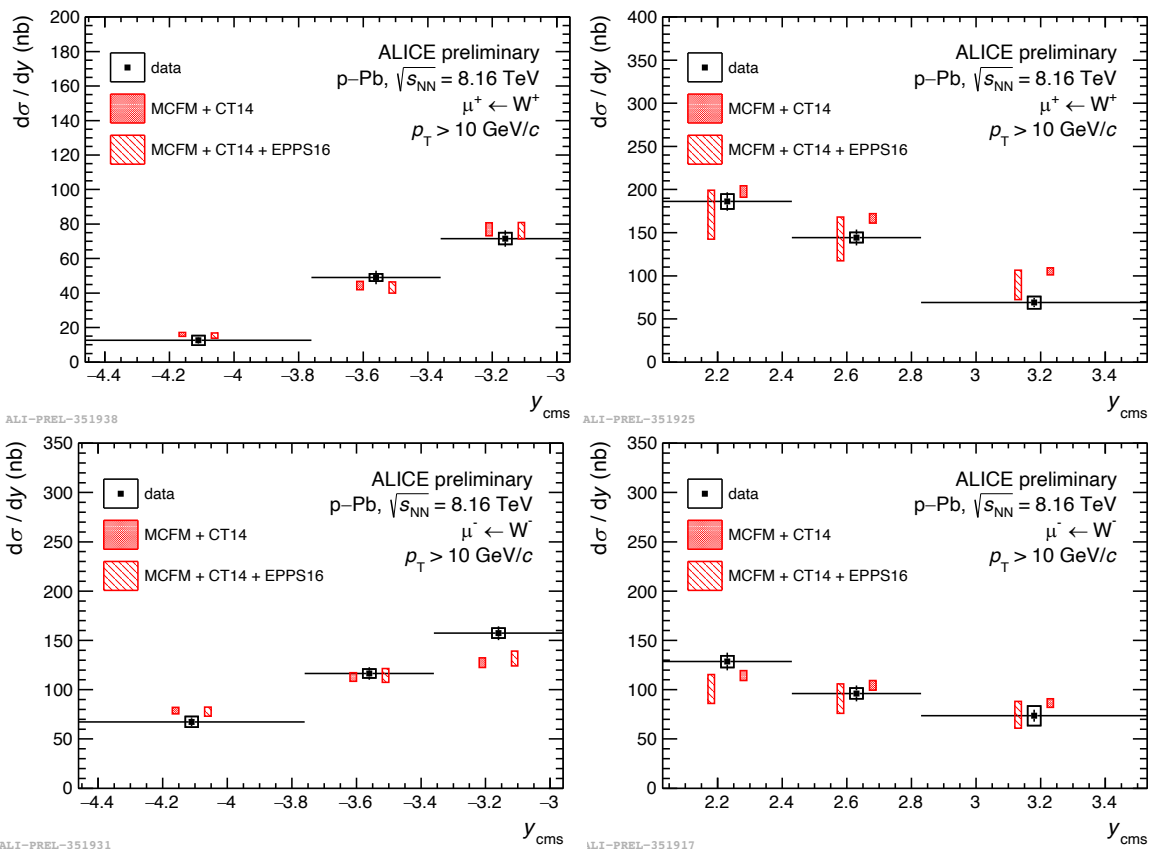 200
180
160
140
120
100
80
60
40
20
0
dσ / dy (nb)
ALICE preliminary
p–Pb, √sNN = 8.16 TeV
μ+ ← W+
pT > 10 GeV/c
data
MCFM + CT14
MCFM + CT14 + EPPS16
−4.4 −4.2 −4 −3.8 −3.6 −3.4 −3.2 −3
ycms
ALI-PREL-351938
400
350
300
250
200
150
100
50
0
dσ / dy (nb)
ALICE preliminary
p–Pb, √sNN = 8.16 TeV
μ+ ← W+
pT > 10 GeV/c
data
MCFM + CT14
MCFM + CT14 + EPPS16
2.2 2.4 2.6 2.8 3 3.2 3.4
ycms
ALI-PREL-351925
350
300
250
200
150
100
50
0
dσ / dy (nb)
ALICE preliminary
p–Pb, √sNN = 8.16 TeV
μ- ← W-
pT > 10 GeV/c
data
MCFM + CT14
MCFM + CT14 + EPPS16
−4.4 −4.2 −4 −3.8 −3.6 −3.4 −3.2 −3
ycms
ALI-PREL-351931
350
300
250
200
150
100
50
0
dσ / dy (nb)
ALICE preliminary
p–Pb, √sNN = 8.16 TeV
μ- ← W-
pT > 10 GeV/c
data
MCFM + CT14
MCFM + CT14 + EPPS16
2.2 2.4 2.6 2.8 3 3.2 3.4
ycms
ALI-PREL-351917